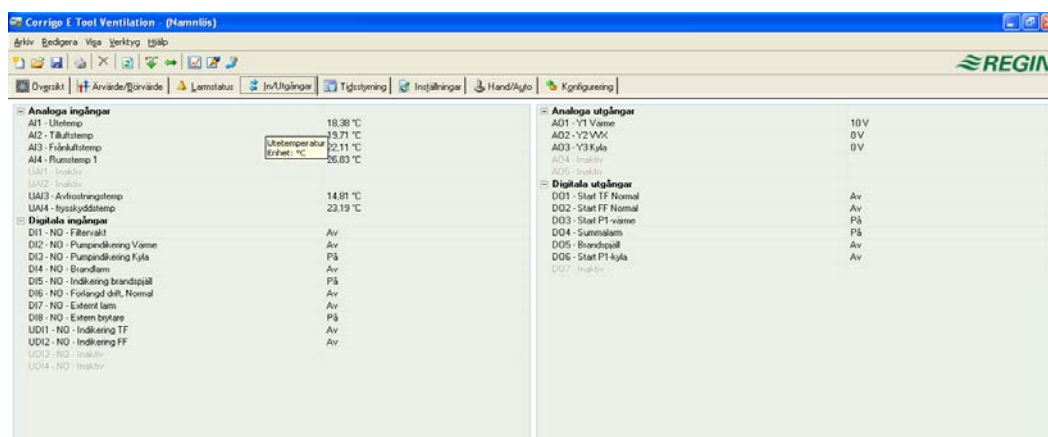 Corrigo E Tool Ventilation - (Namnlös)
Arkiv Redigera Visa Verktyg Hjälp
REGIN
Översikt Ärvärde/Börvärde Larmstatus In/Utgångar Tidsstyrning Inställningar Hand/Auto Konfigurering
Analoga ingångar
AI1 - Utetemp 18,38 °C
AI2 - Tilluftstemp 19,71 °C
AI3 - Frånluftstemp 22,11 °C
AI4 - Rumstemp 1 26,83 °C
Utetemperatur
Enhet: °C
UAI1 - Inaktiv
UAI2 - Inaktiv
UAI3 - Avfrostningstemp 14,81 °C
UAI4 - frysskyddstemp 23,19 °C
Digitala ingångar
DI1 - NO - Filtervakt Av
DI2 - NO - Pumpindikering Värme Av
DI3 - NO - Pumpindikering Kyla På
DI4 - NO - Brandlarm Av
DI5 - NO - Indikering brandspjäll På
DI6 - NO - Förlängd drift, Normal Av
DI7 - NO - Externt larm Av
DI8 - NO - Extern brytare På
UDI1 - NO - Indikering TF Av
UDI2 - NO - Indikering FF Av
UDI3 - NO - Inaktiv
UDI4 - NO - Inaktiv
Analoga utgångar
AO1 - Y1 Värme 10 V
AO2 - Y2 VVX 0 V
AO3 - Y3 Kyla 0 V
AO4 - Inaktiv
AO5 - Inaktiv
Digitala utgångar
DO1 - Start TF Normal Av
DO2 - Start FF Normal Av
DO3 - Start P1-värme På
DO4 - Summalarm På
DO5 - Brandspjäll Av
DO6 - Start P1-kyla Av
DO7 - Inaktiv